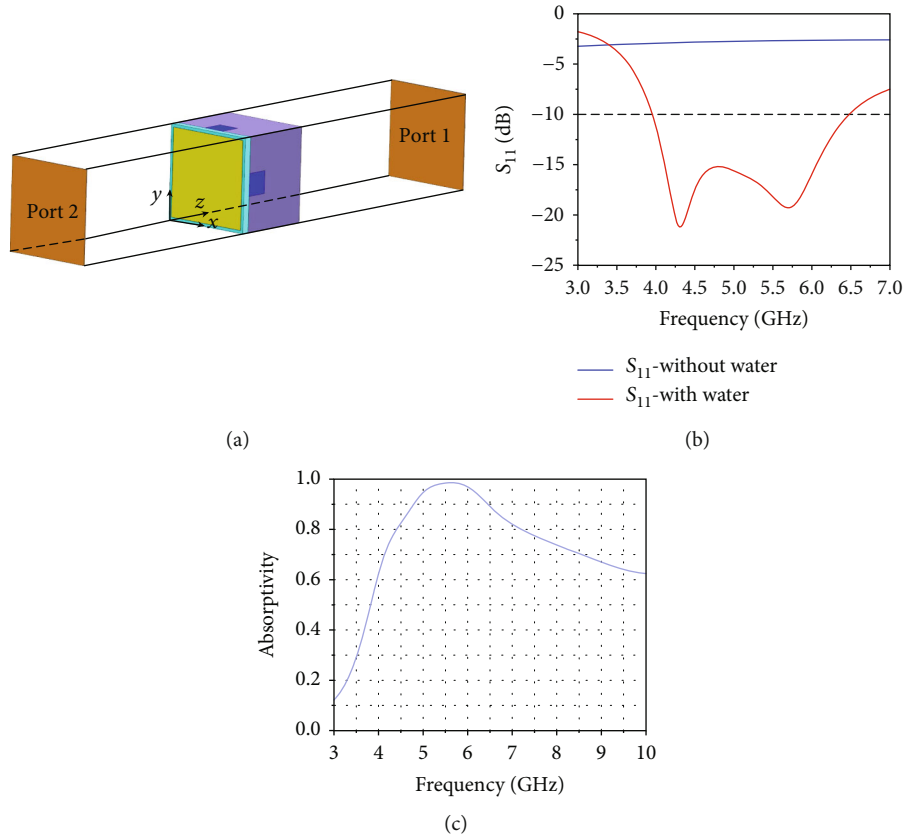 Port 1
Port 2
y
z
x
(a)
0
−5
−10
−15
−20
−25
S11 (dB)
3.0 3.5 4.0 4.5 5.0 5.5 6.0 6.5 7.0
Frequency (GHz)
S11-without water
S11-with water
(b)
1.0
0.8
0.6
0.4
0.2
0.0
Absorptivity
3 4 5 6 7 8 9 10
Frequency (GHz)
(c)